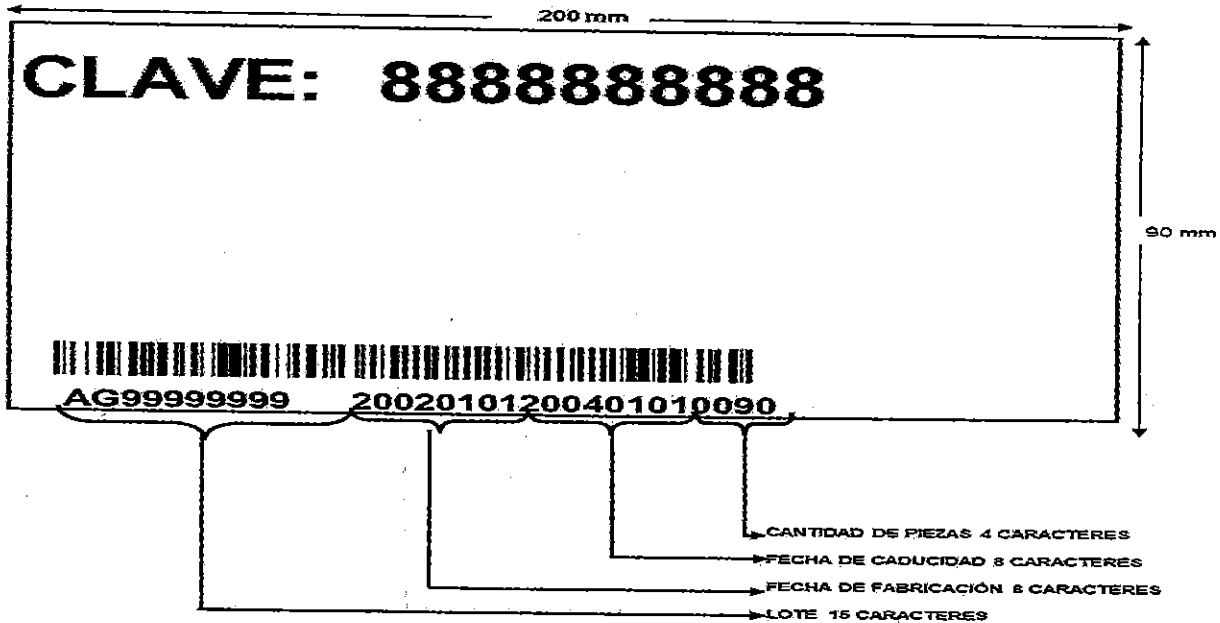 200 mm
CLAVE: 8888888888
90 mm
AG99999999 20020101200401010090
CANTIDAD DE PIEZAS 4 CARACTERES
FECHA DE CADUCIDAD 8 CARACTERES
FECHA DE FABRICACIÓN 8 CARACTERES
LOTE 15 CARACTERES